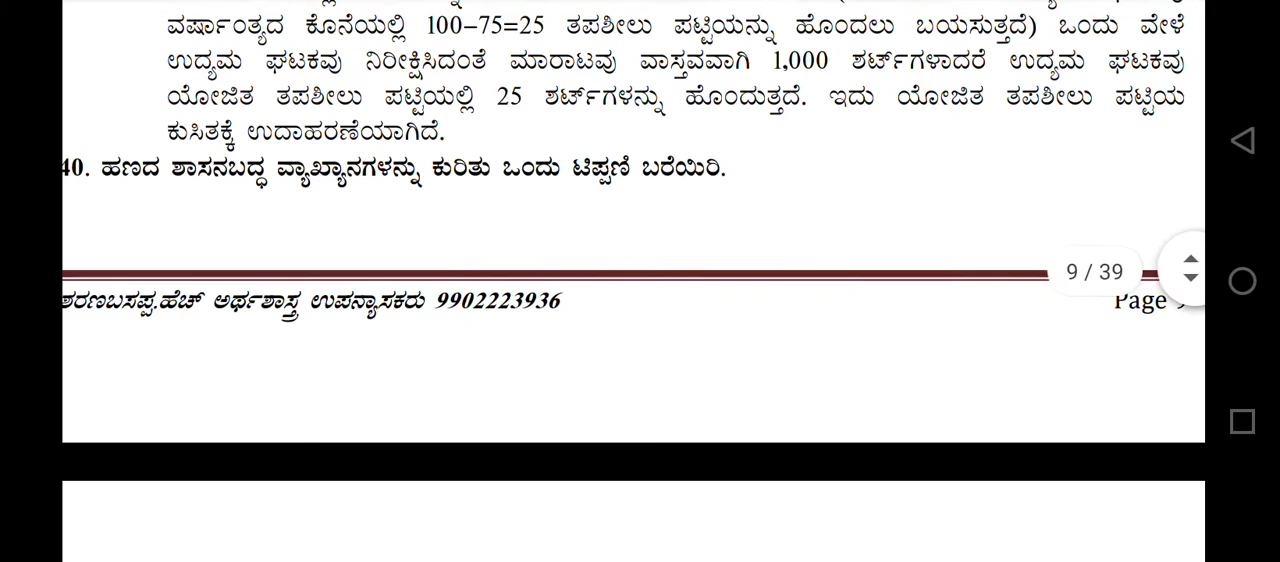 ವರ್ಷಾಂತ್ಯದ ಕೊನೆಯಲ್ಲಿ 100–75=25 ತಪಶೀಲು ಪಟ್ಟಿಯನ್ನು ಹೊಂದಲು ಬಯಸುತ್ತದೆ) ಒಂದು ವೇಳೆ
ಉದ್ಯಮ ಘಟಕವು ನಿರೀಕ್ಷಿಸಿದಂತೆ ಮಾರಾಟವು ವಾಸ್ತವವಾಗಿ 1,000 ಶರ್ಟ್‌ಗಳಾದರೆ ಉದ್ಯಮ ಘಟಕವು
ಯೋಜಿತ ತಪಶೀಲು ಪಟ್ಟಿಯಲ್ಲಿ 25 ಶರ್ಟ್‌ಗಳನ್ನು ಹೊಂದುತ್ತದೆ. ಇದು ಯೋಜಿತ ತಪಶೀಲು ಪಟ್ಟಿಯ
ಕುಸಿತಕ್ಕೆ ಉದಾಹರಣೆಯಾಗಿದೆ.
40. ಹಣದ ಶಾಸನಬದ್ಧ ವ್ಯಾಖ್ಯಾನಗಳನ್ನು ಕುರಿತು ಒಂದು ಟಿಪ್ಪಣಿ ಬರೆಯಿರಿ.
9 / 39
ಶರಣಬಸಪ್ಪ.ಹೆಚ್ ಅರ್ಥಶಾಸ್ತ್ರ ಉಪನ್ಯಾಸಕರು 9902223936
Page